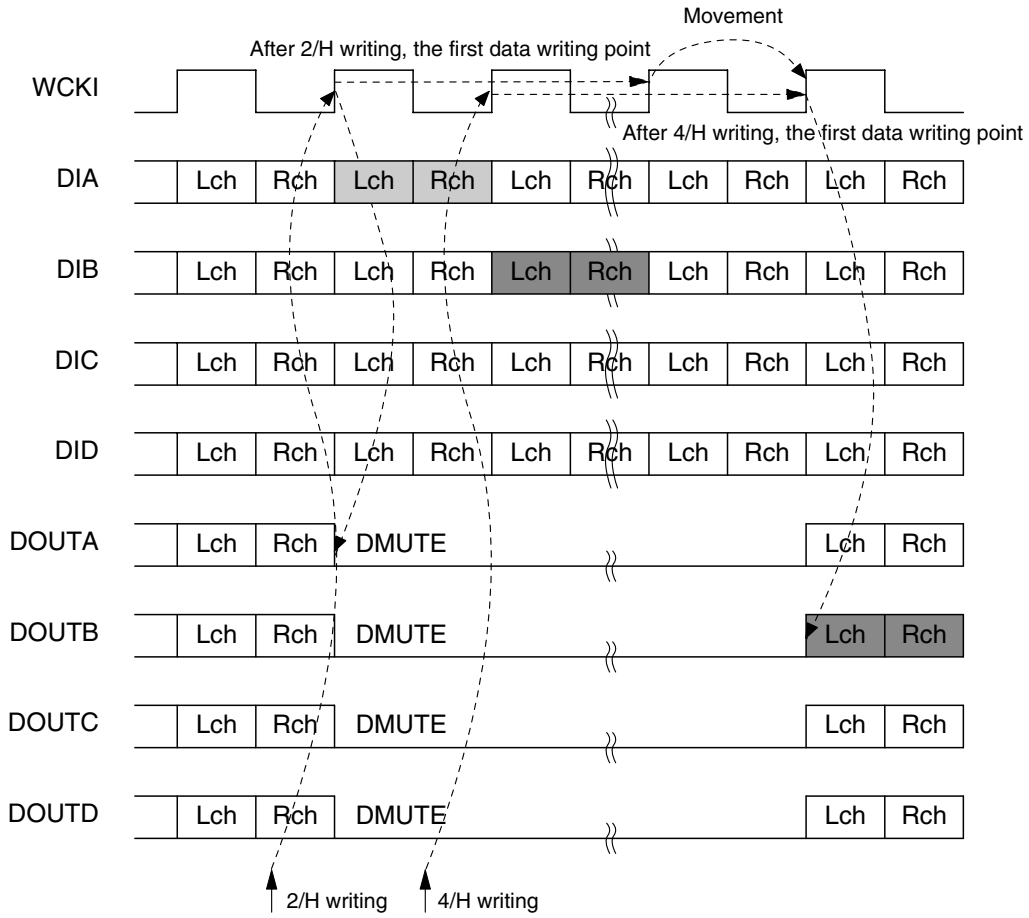 Movement
After 2/H writing, the first data writing point
WCKI
After 4/H writing, the first data writing point
DIA Lch Rch Lch Rch Lch Rch Lch Rch Lch Rch
DIB Lch Rch Lch Rch Lch Rch Lch Rch Lch Rch
DIC Lch Rch Lch Rch Lch Rch Lch Rch Lch Rch
DID Lch Rch Lch Rch Lch Rch Lch Rch Lch Rch
DOUTA Lch Rch DMUTE Lch Rch
DOUTB Lch Rch DMUTE Lch Rch
DOUTC Lch Rch DMUTE Lch Rch
DOUTD Lch Rch DMUTE Lch Rch
2/H writing 4/H writing